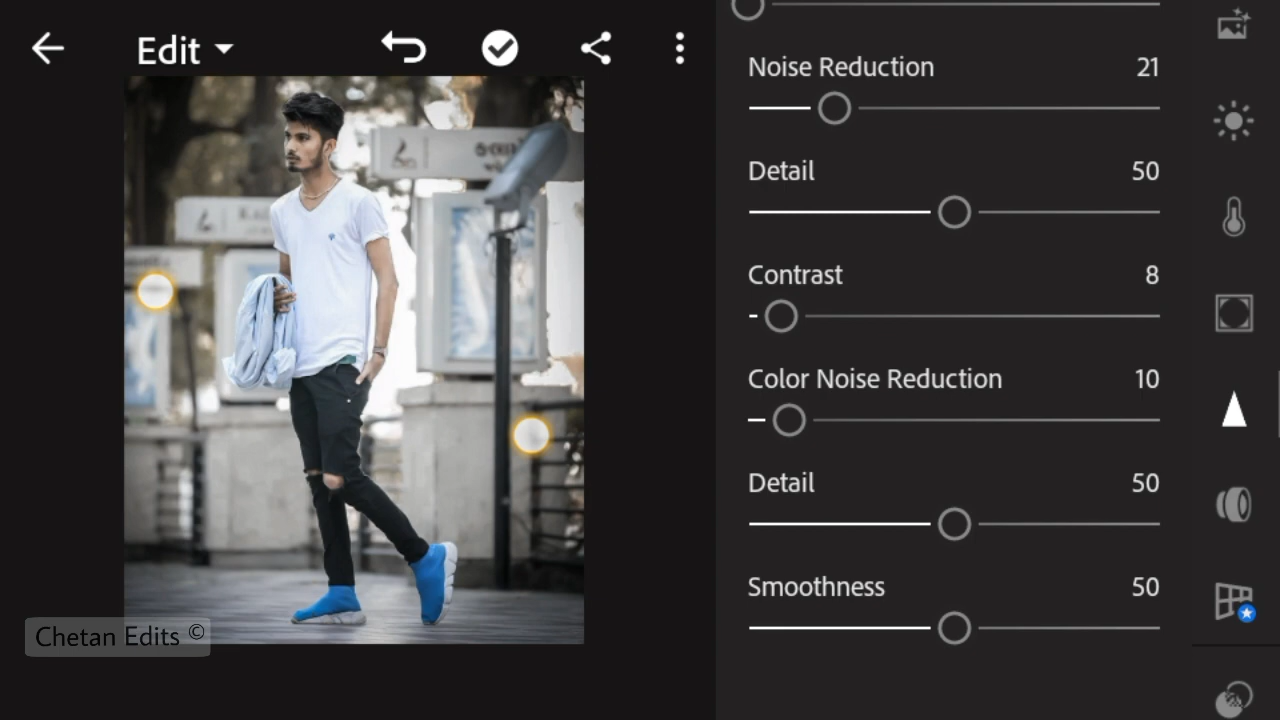 Edit
Noise Reduction 21
Detail 50
Contrast 8
Color Noise Reduction 10
Detail 50
Smoothness 50
Chetan Edits ©